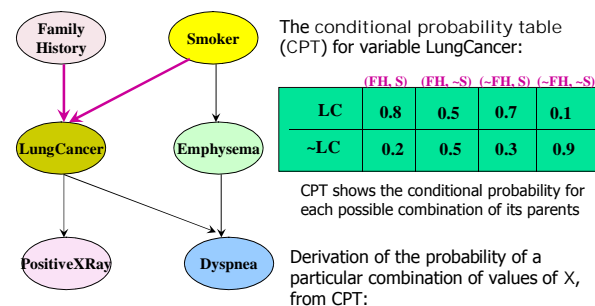 Family
History
Smoker
LungCancer
Emphysema
PositiveXRay
Dyspnea
The conditional probability table
(CPT) for variable LungCancer:
(FH, S) (FH, ~S) (~FH, S) (~FH, ~S)
LC 0.8 0.5 0.7 0.1
~LC 0.2 0.5 0.3 0.9
CPT shows the conditional probability for
each possible combination of its parents
Derivation of the probability of a
particular combination of values of X,
from CPT: